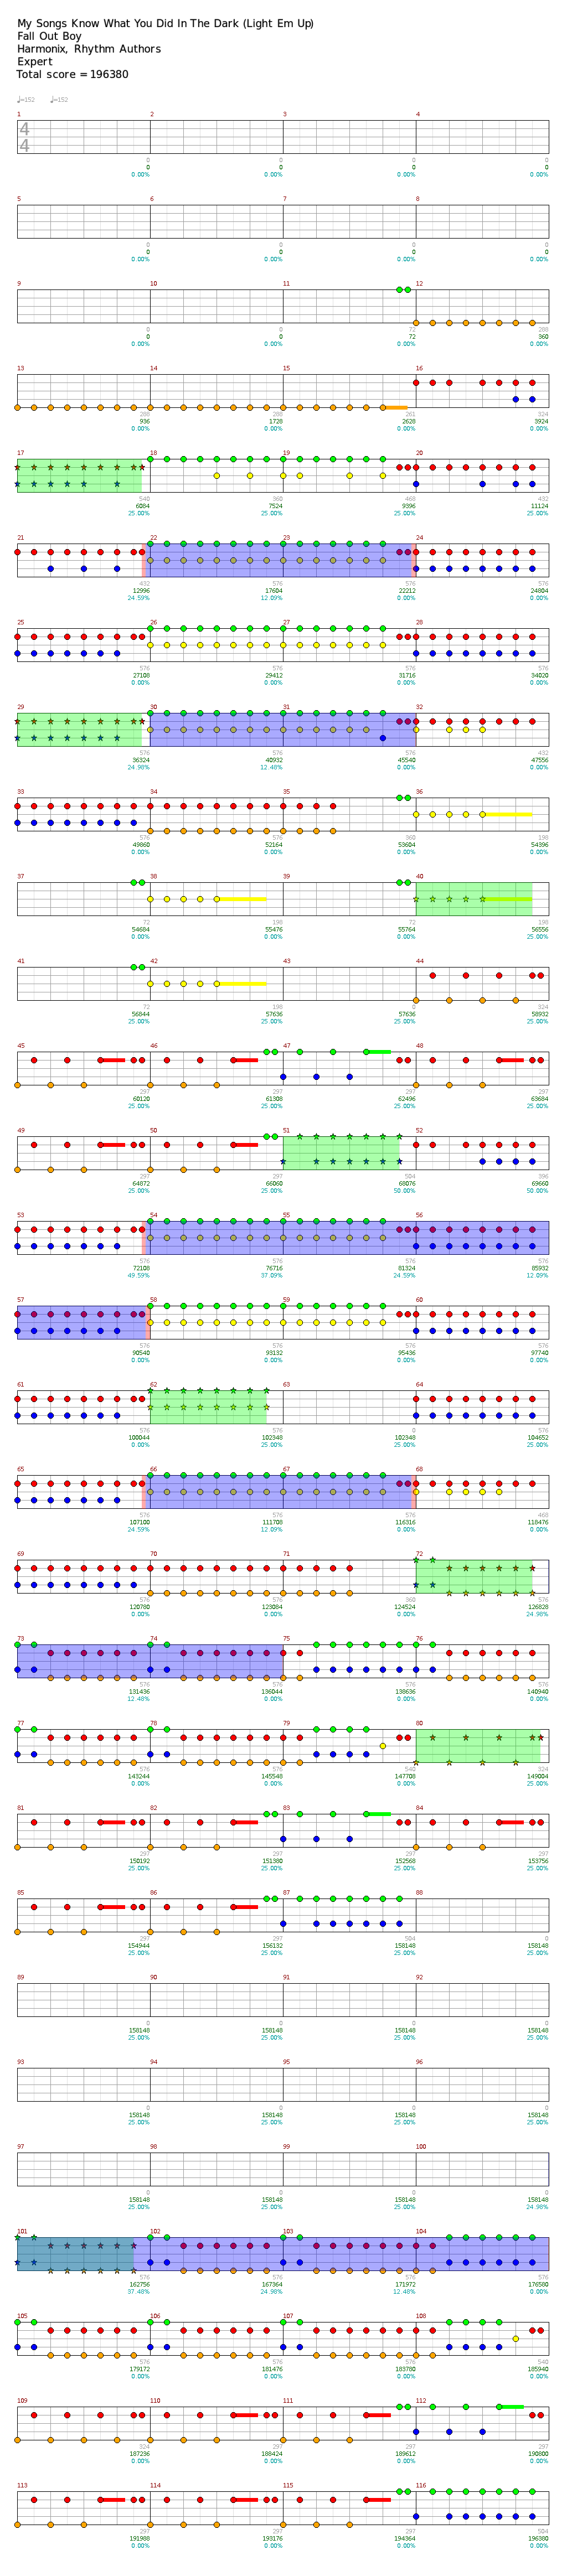 My Songs Know What You Did In The Dark (Light Em Up)
Fall Out Boy
Harmonix, Rhythm Authors
Expert
Total score = 196380
♩=152 ♩=152
1 2 3 4
4
4
0 0 0 0
0 0 0 0
0.00% 0.00% 0.00% 0.00%
5 6 7 8
0 0 0 0
0 0 0 0
0.00% 0.00% 0.00% 0.00%
9 10 11 12
0 0 72 288
0 0 72 360
0.00% 0.00% 0.00% 0.00%
13 14 15 16
288 288 261 324
936 1728 2628 3924
0.00% 0.00% 0.00% 0.00%
17 18 19 20
540 360 468 432
6084 7524 9396 11124
25.00% 25.00% 25.00% 25.00%
21 22 23 24
432 576 576 576
12996 17604 22212 24804
24.59% 12.09% 0.00% 0.00%
25 26 27 28
576 576 576 576
27108 29412 31716 34020
0.00% 0.00% 0.00% 0.00%
29 30 31 32
576 576 576 432
36324 40932 45540 47556
24.98% 12.48% 0.00% 0.00%
33 34 35 36
576 576 360 198
49860 52164 53604 54396
0.00% 0.00% 0.00% 0.00%
37 38 39 40
72 198 72 198
54684 55476 55764 56556
0.00% 0.00% 0.00% 25.00%
41 42 43 44
72 198 0 324
56844 57636 57636 58932
25.00% 25.00% 25.00% 25.00%
45 46 47 48
297 297 297 297
60120 61308 62496 63684
25.00% 25.00% 25.00% 25.00%
49 50 51 52
297 297 504 396
64872 66060 68076 69660
25.00% 25.00% 50.00% 50.00%
53 54 55 56
576 576 576 576
72108 76716 81324 85932
49.59% 37.09% 24.59% 12.09%
57 58 59 60
576 576 576 576
90540 93132 95436 97740
0.00% 0.00% 0.00% 0.00%
61 62 63 64
576 576 0 576
100044 102348 102348 104652
0.00% 25.00% 25.00% 25.00%
65 66 67 68
576 576 576 468
107100 111708 116316 118476
24.59% 12.09% 0.00% 0.00%
69 70 71 72
576 576 360 576
120780 123084 124524 126828
0.00% 0.00% 0.00% 24.98%
73 74 75 76
576 576 576 576
131436 136044 138636 140940
12.48% 0.00% 0.00% 0.00%
77 78 79 80
576 576 540 324
143244 145548 147708 149004
0.00% 0.00% 0.00% 25.00%
81 82 83 84
297 297 297 297
150192 151380 152568 153756
25.00% 25.00% 25.00% 25.00%
85 86 87 88
297 297 504 0
154944 156132 158148 158148
25.00% 25.00% 25.00% 25.00%
89 90 91 92
0 0 0 0
158148 158148 158148 158148
25.00% 25.00% 25.00% 25.00%
93 94 95 96
0 0 0 0
158148 158148 158148 158148
25.00% 25.00% 25.00% 25.00%
97 98 99 100
0 0 0 0
158148 158148 158148 158148
25.00% 25.00% 25.00% 24.98%
101 102 103 104
576 576 576 576
162756 167364 171972 176580
37.48% 24.98% 12.48% 0.00%
105 106 107 108
576 576 576 540
179172 181476 183780 185940
0.00% 0.00% 0.00% 0.00%
109 110 111 112
324 297 297 297
187236 188424 189612 190800
0.00% 0.00% 0.00% 0.00%
113 114 115 116
297 297 297 504
191988 193176 194364 196380
0.00% 0.00% 0.00% 0.00%